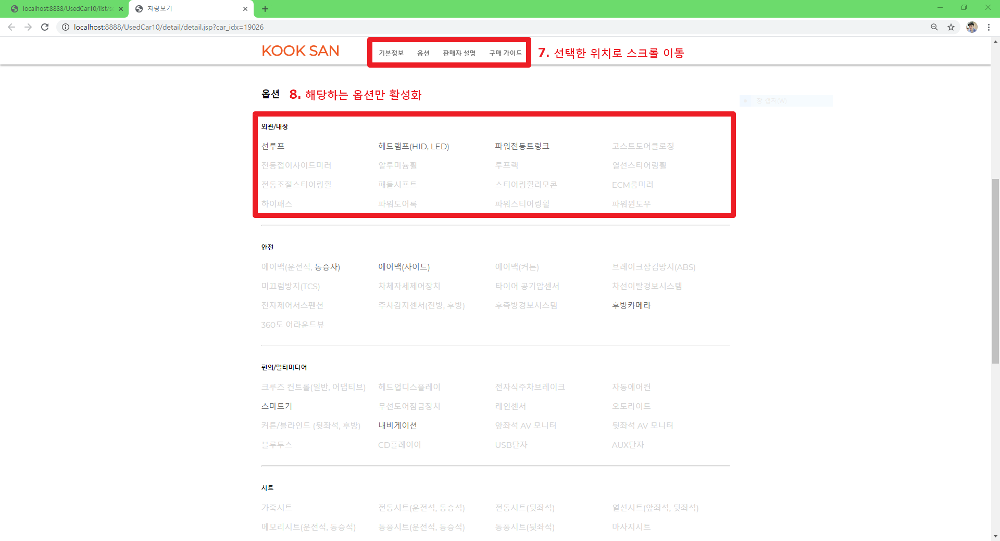 localhost:8888/UsedCar10/list/s
차량보기
localhost:8888/UsedCar10/detail/detail.jsp?car_idx=19026
KOOK SAN
기본정보 옵션 판매자 설명 구매 가이드
7. 선택한 위치로 스크롤 이동
옵션
8. 해당하는 옵션만 활성화
창 캡처(W)
외관/내장
선루프 헤드램프(HID, LED) 파워전동트렁크 고스트도어클로징
전동접이사이드미러 알루미늄휠 루프랙 열선스티어링휠
전동조절스티어링휠 패들시프트 스티어링휠리모콘 ECM룸미러
하이패스 파워도어록 파워스티어링휠 파워윈도우
안전
에어백(운전석, 동승자) 에어백(사이드) 에어백(커튼) 브레이크잠김방지(ABS)
미끄럼방지(TCS) 차체자세제어장치 타이어 공기압센서 차선이탈경보시스템
전자제어서스펜션 주차감지센서(전방, 후방) 후측방경보시스템 후방카메라
360도 어라운드뷰
편의/멀티미디어
크루즈 컨트롤(일반, 어댑티브) 헤드업디스플레이 전자식주차브레이크 자동에어컨
스마트키 무선도어잠금장치 레인센서 오토라이트
커튼/블라인드 (뒷좌석, 후방) 내비게이션 앞좌석 AV 모니터 뒷좌석 AV 모니터
블루투스 CD플레이어 USB단자 AUX단자
시트
가죽시트 전동시트(운전석, 동승석) 전동시트(뒷좌석) 열선시트(앞좌석, 뒷좌석)
메모리시트(운전석, 동승석) 통풍시트(운전석, 동승석) 통풍시트(뒷좌석) 마사지시트